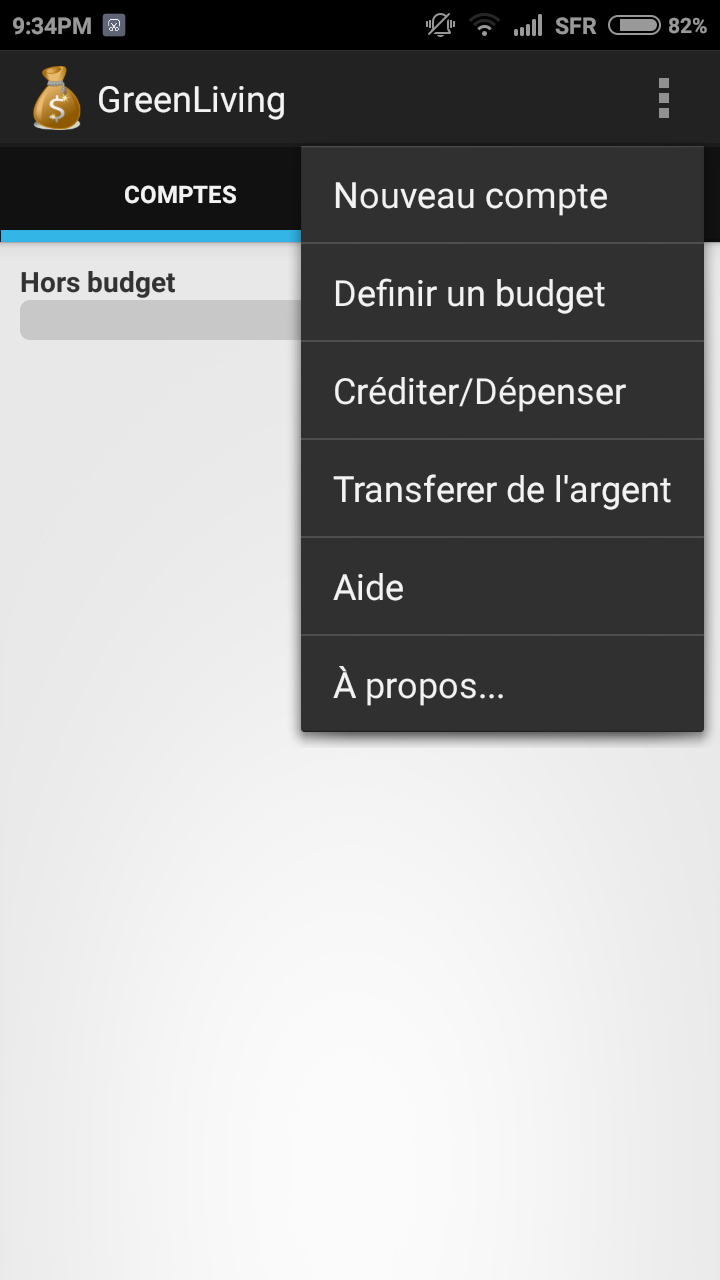 9:34PM SFR 82%
GreenLiving
COMPTES
Nouveau compte
Hors budget
Definir un budget
Créditer/Dépenser
Transferer de l'argent
Aide
À propos...